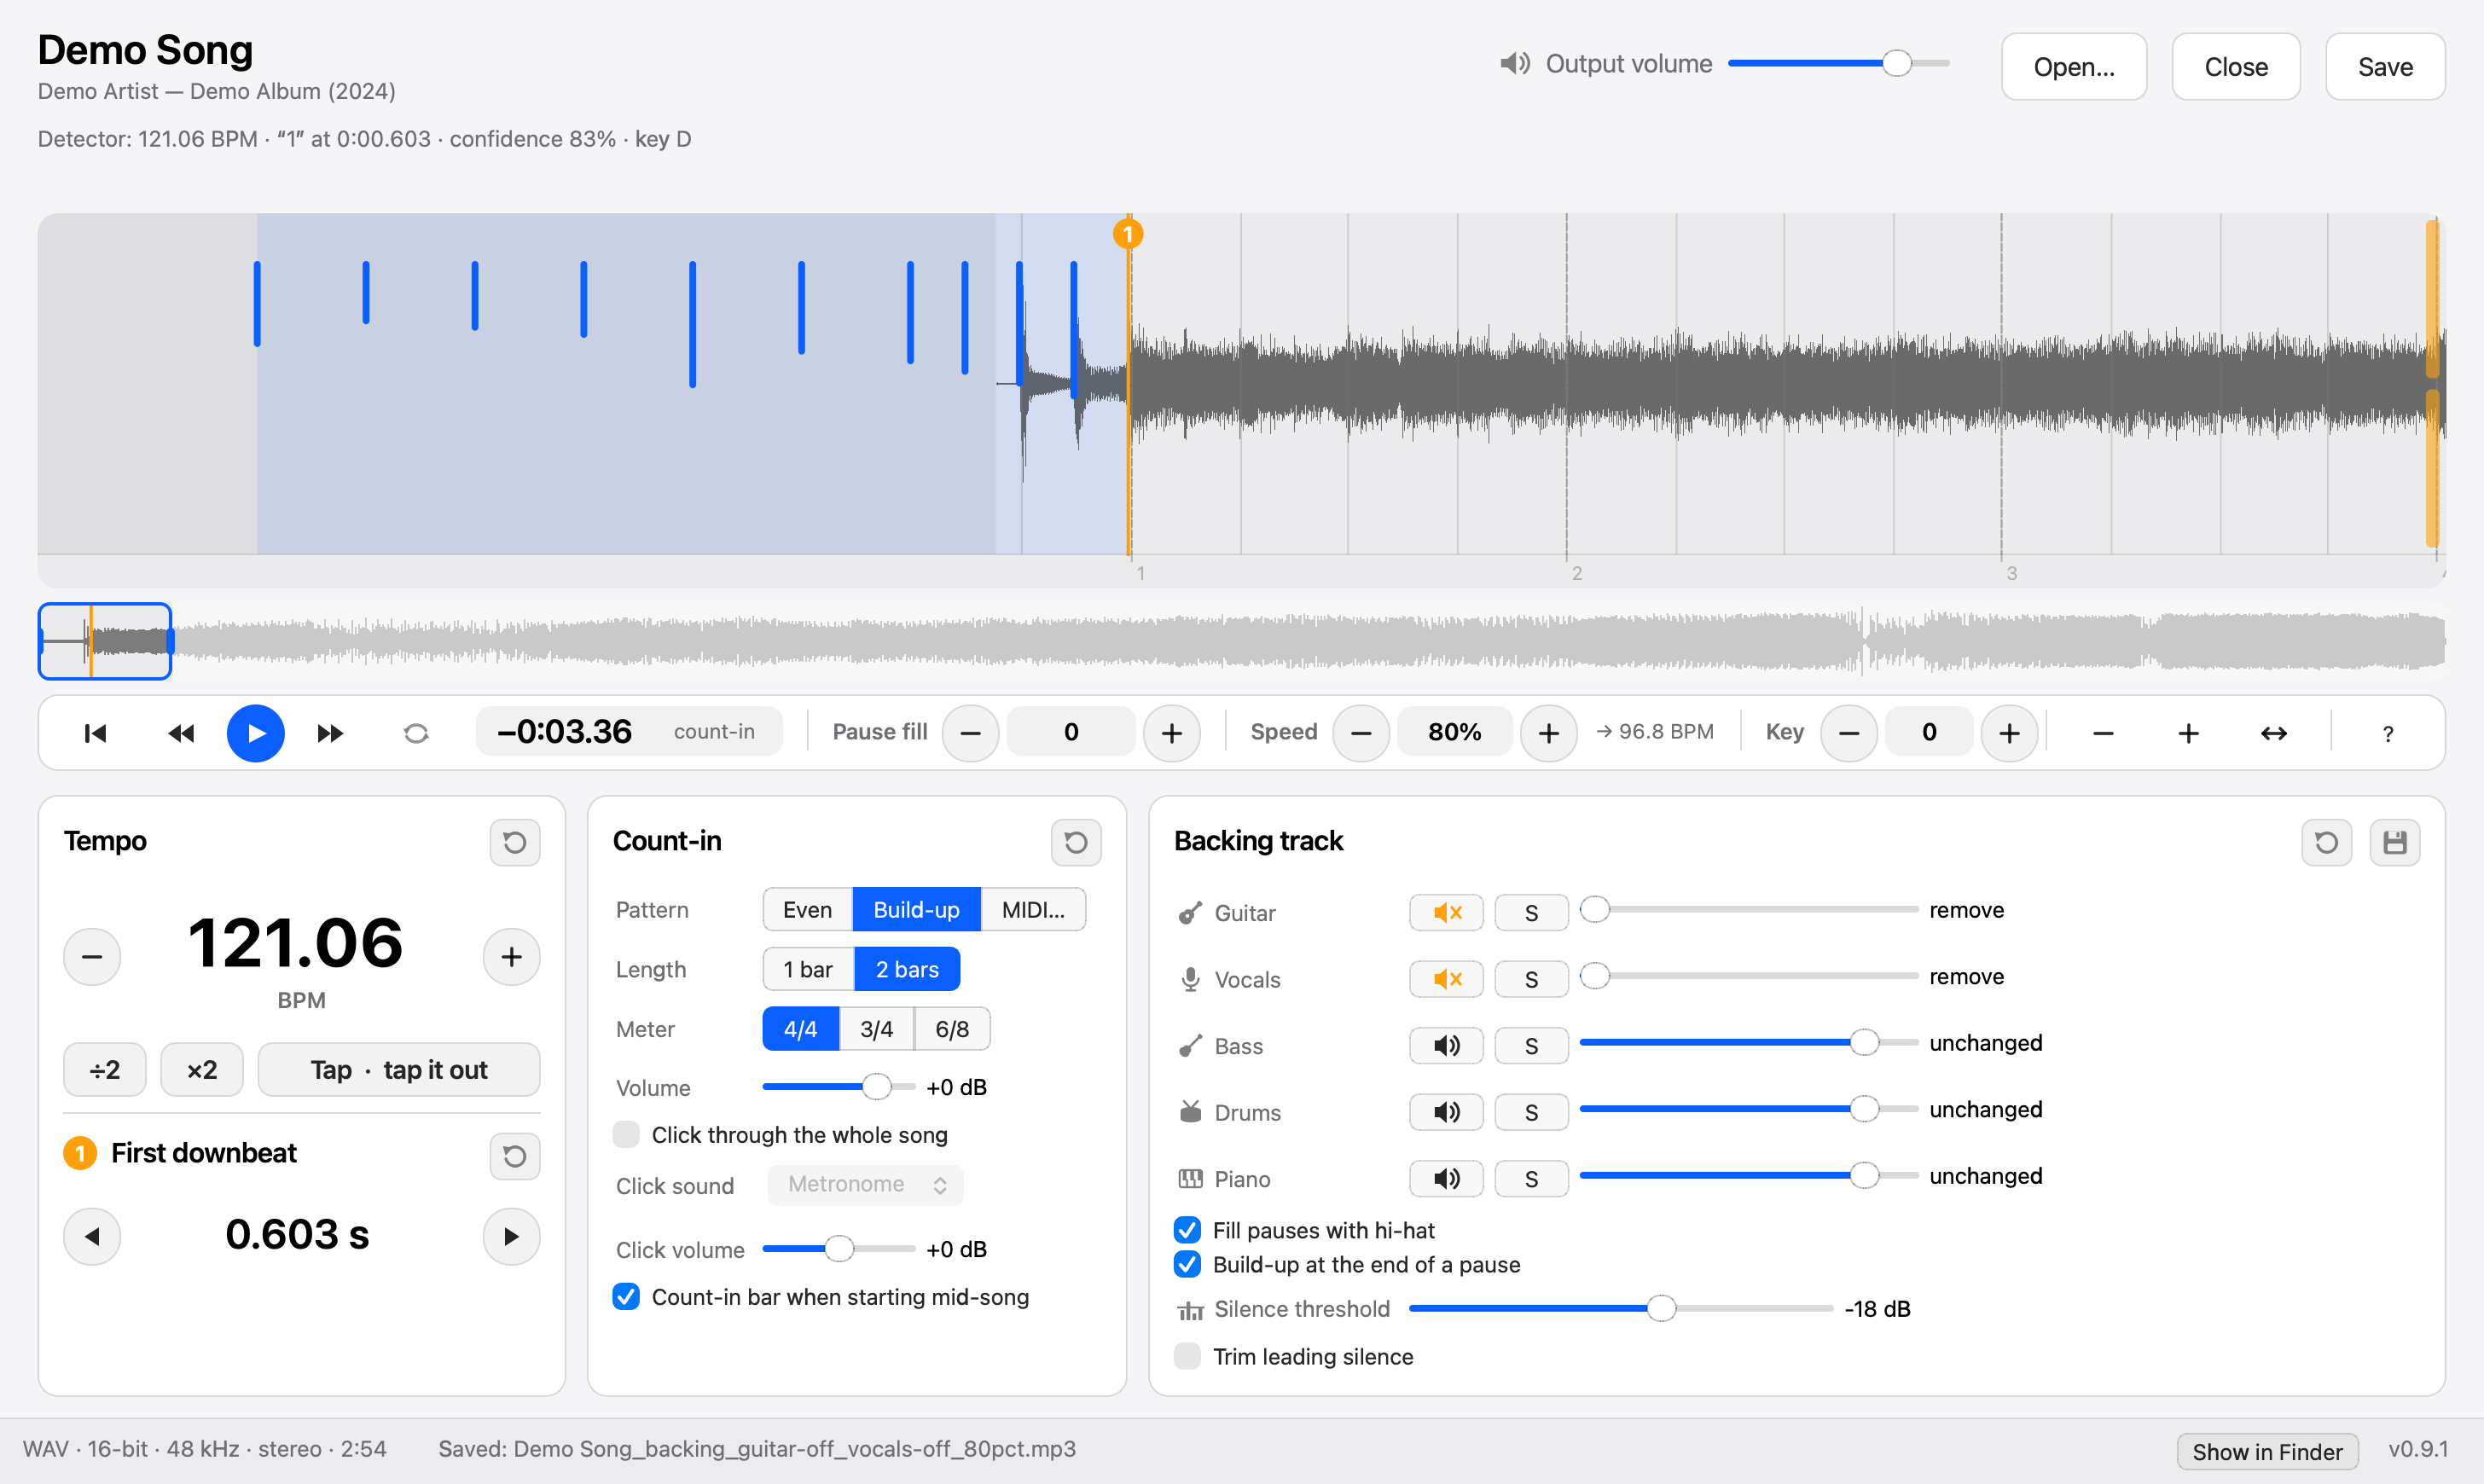 Demo Song
Demo Artist — Demo Album (2024)
Detector: 121.06 BPM · “1” at 0:00.603 · confidence 83% · key D
Output volume
Open...
Close
Save
1
1
2
3
−0:03.36 count-in
Pause fill − 0 +
Speed − 80% + → 96.8 BPM
Key − 0 +
− + ↔ ?
Tempo
− 121.06 +
BPM
÷2 ×2 Tap · tap it out
1 First downbeat
0.603 s
Count-in
Pattern Even Build-up MIDI...
Length 1 bar 2 bars
Meter 4/4 3/4 6/8
Volume +0 dB
Click through the whole song
Click sound Metronome
Click volume +0 dB
Count-in bar when starting mid-song
Backing track
Guitar S remove
Vocals S remove
Bass S unchanged
Drums S unchanged
Piano S unchanged
Fill pauses with hi-hat
Build-up at the end of a pause
Silence threshold -18 dB
Trim leading silence
WAV · 16-bit · 48 kHz · stereo · 2:54
Saved: Demo Song_backing_guitar-off_vocals-off_80pct.mp3
Show in Finder
v0.9.1